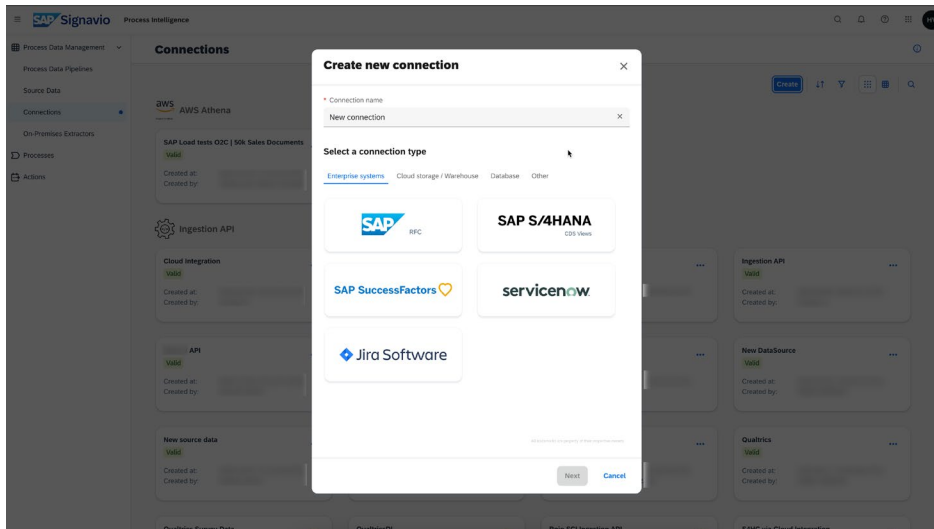 SAP Signavio Process Intelligence
Process Data Management
Process Data Pipelines
Source Data
Connections
On-Premises Extractors
Processes
Actions
Connections
Create
aws
AWS Athena
SAP Load tests O2C | 50k Sales Documents
Valid
Created at:
Created by:
Ingestion API
Cloud Integration
Valid
Created at:
Created by:
Ingestion API
Valid
Created at:
Created by:
API
Valid
Created at:
Created by:
New DataSource
Valid
Created at:
Created by:
New source data
Valid
Created at:
Created by:
Qualtrics
Valid
Created at:
Created by:
Create new connection
* Connection name
New connection
Select a connection type
Enterprise systems Cloud storage / Warehouse Database Other
SAP RFC
SAP S/4HANA
CDS Views
SAP SuccessFactors
servicenow
Jira Software
Next Cancel